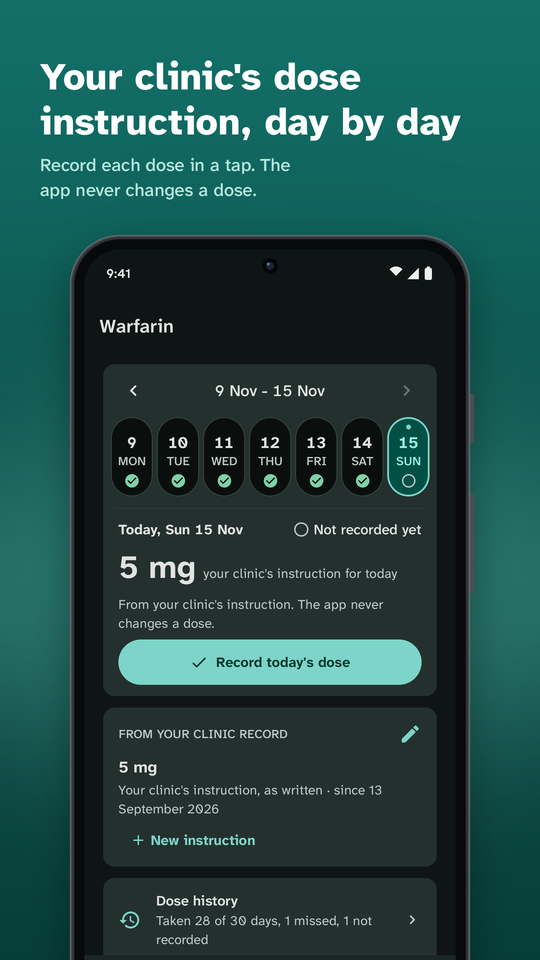 Your clinic's dose
instruction, day by day
Record each dose in a tap. The
app never changes a dose.
9:41
Warfarin
9 Nov - 15 Nov
9 10 11 12 13 14 15
MON TUE WED THU FRI SAT SUN
Today, Sun 15 Nov Not recorded yet
5 mg your clinic's instruction for today
From your clinic's instruction. The app never
changes a dose.
Record today's dose
FROM YOUR CLINIC RECORD
5 mg
Your clinic's instruction, as written · since 13
September 2026
+ New instruction
Dose history
Taken 28 of 30 days, 1 missed, 1 not
recorded